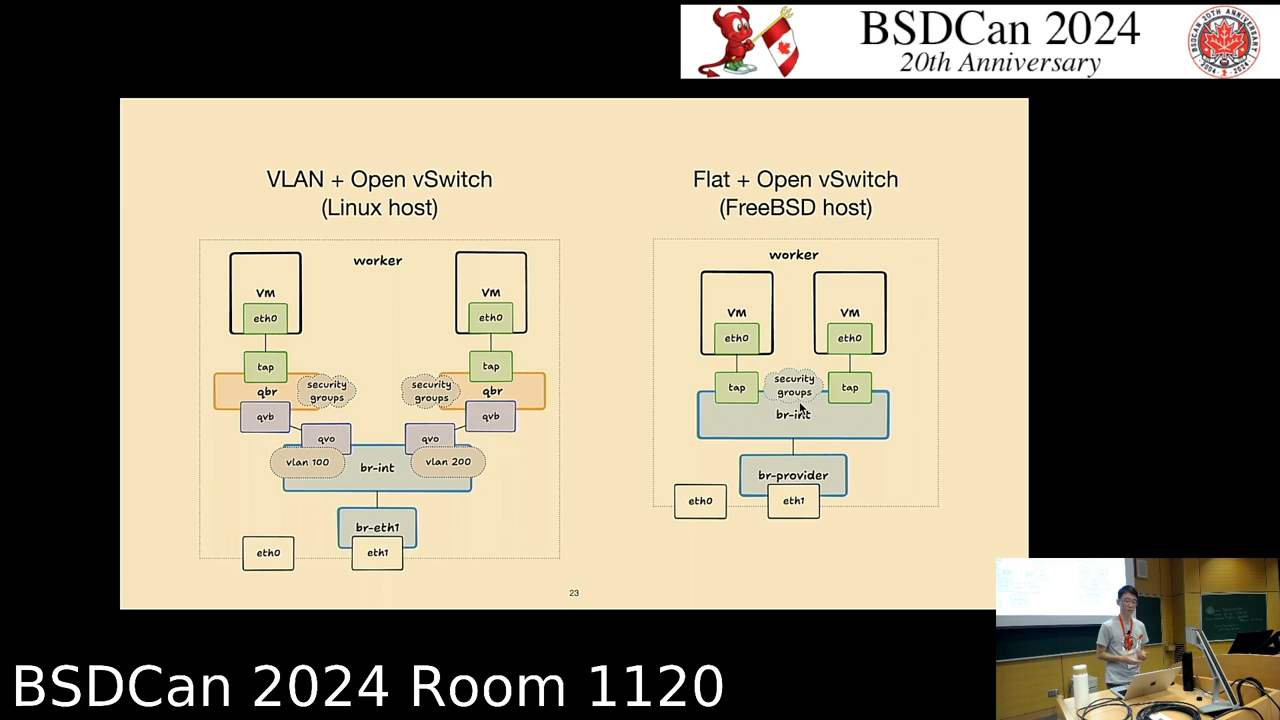 BSDCan 2024
20th Anniversary
VLAN + Open vSwitch
(Linux host)
worker
vm
eth0
tap
qbr
security
groups
qvb
qvo
vlan 100
vm
eth0
tap
security
groups
qbr
qvb
qvo
vlan 200
br-int
br-eth1
eth0
eth1
Flat + Open vSwitch
(FreeBSD host)
worker
vm
eth0
tap
vm
eth0
tap
security
groups
br-int
br-provider
eth0
eth1
23
BSDCan 2024 Room 1120